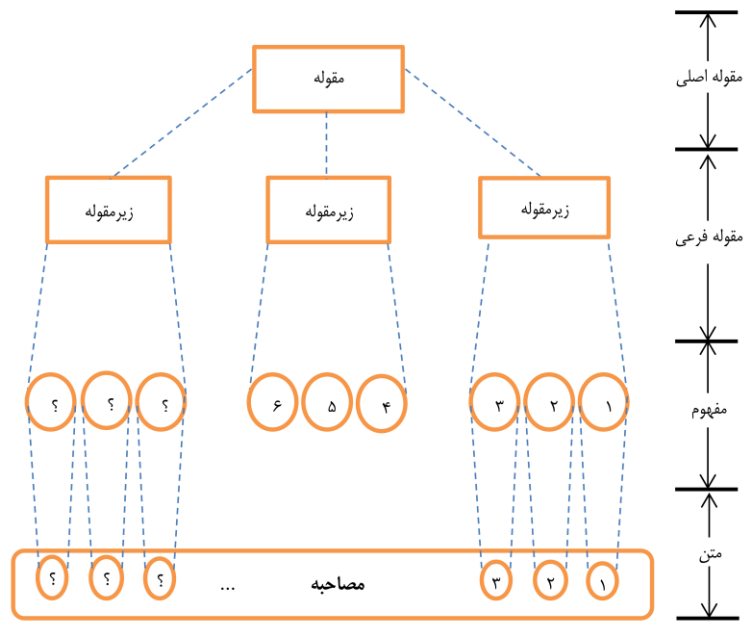 مقوله اصلی
مقوله
مقوله فرعی
زیرمقوله
زیرمقوله
زیرمقوله
مفهوم
۱ ۲ ۳
۴ ۵ ۶
؟ ؟ ؟
متن
۱ ۲ ۳ مصاحبه ... ؟ ؟ ؟